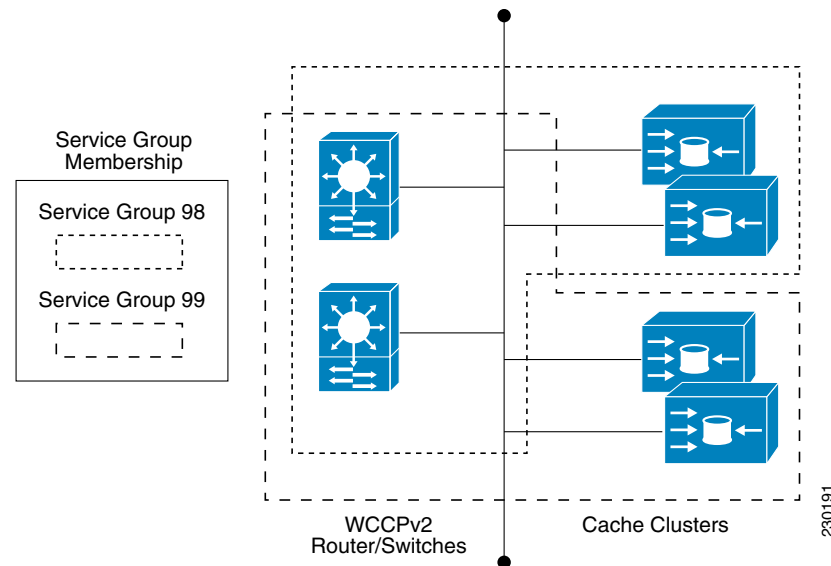 Service Group
Membership
Service Group 98
Service Group 99
WCCPv2
Router/Switches
Cache Clusters
230191